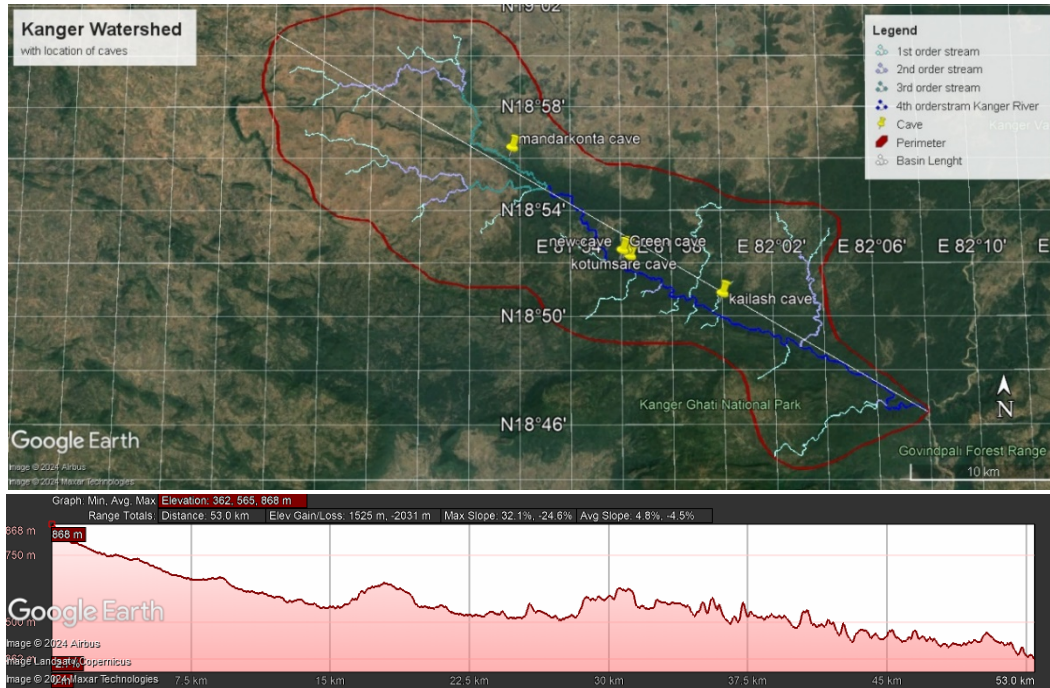 Kanger Watershed
with location of caves
N19°02'
Legend
1st order stream
2nd order stream
3rd order stream
4th orderstram Kanger River
Cave
Perimeter
Basin Lenght
N18°58'
mandarkonta cave
N18°54'
new cave
Green cave
E 82°02'
E 82°06'
E 82°10'
kotumsare cave
kailash cave
N18°50'
Kanger Ghati National Park
N
N18°46'
Google Earth
Govindpali Forest Range
Image © 2024 Airbus
Image © 2024 Maxar Technologies
10 km
Graph: Min, Avg, Max Elevation: 362, 565, 868 m
Range Totals: Distance: 53.0 km Elev Gain/Loss: 1525 m, -2031 m Max Slope: 32.1%, -24.6% Avg Slope: 4.8%, -4.5%
868 m
868 m
750 m
Google Earth
500 m
Image © 2024 Airbus
Image Landsat / Copernicus
Image © 2024 Maxar Technologies
7.5 km 15 km 22.5 km 30 km 37.5 km 45 km 53.0 km